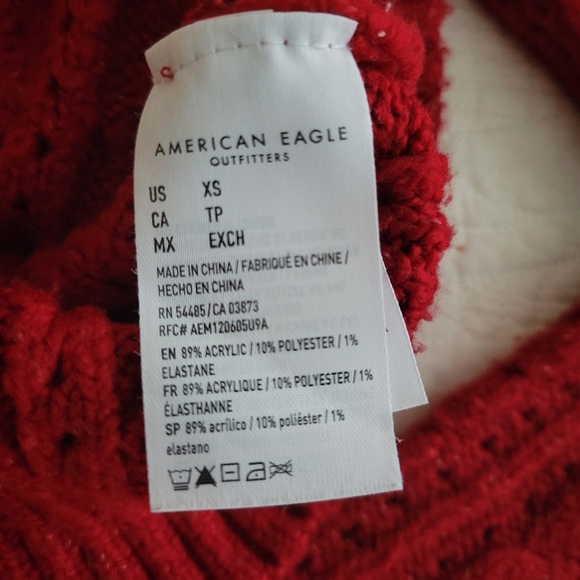 AMERICAN EAGLE
OUTFITTERS
US XS
CA TP
MX EXCH
MADE IN CHINA / FABRIQUÉ EN CHINE /
HECHO EN CHINA
RN 54485/CA 03873
RFC# AEM120605U9A
EN 89% ACRYLIC / 10% POLYESTER / 1%
ELASTANE
FR 89% ACRYLIQUE / 10% POLYESTER / 1%
ÉLASTHANNE
SP 89% acrílico / 10% poliéster / 1%
elastano